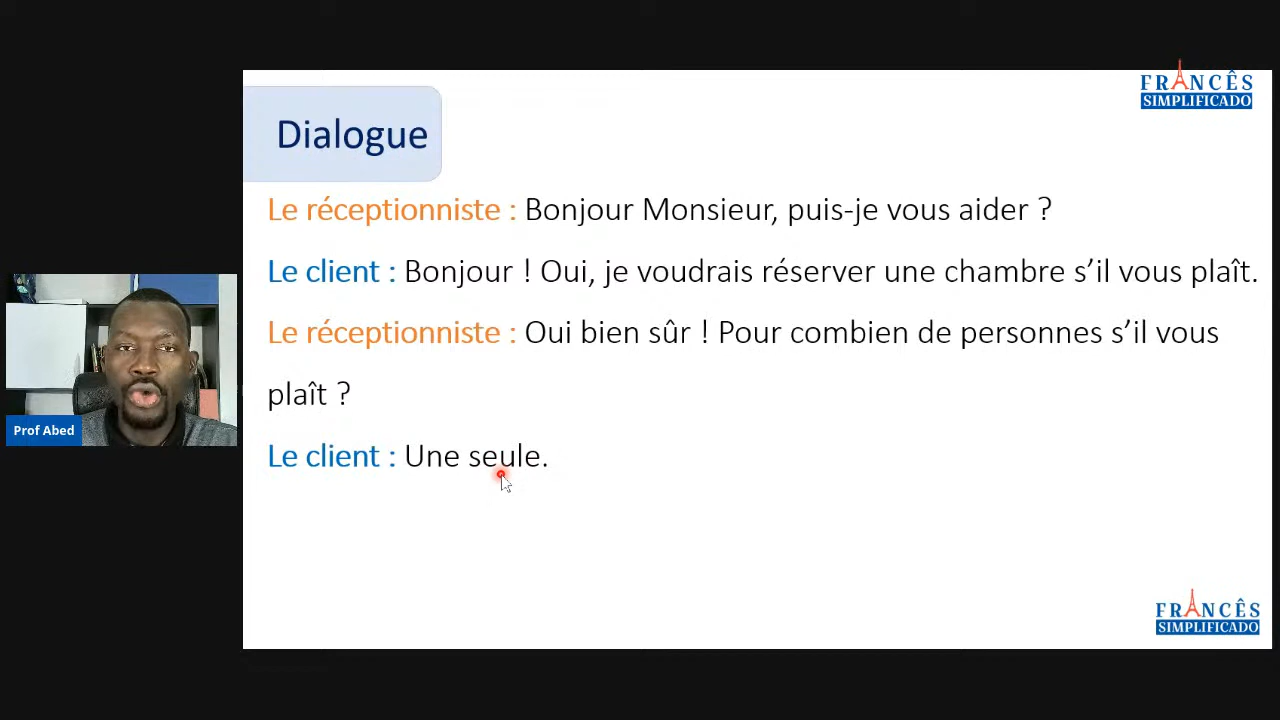 FRANCÊS
SIMPLIFICADO
Dialogue
Le réceptionniste : Bonjour Monsieur, puis-je vous aider ?
Le client : Bonjour ! Oui, je voudrais réserver une chambre s’il vous plaît.
Le réceptionniste : Oui bien sûr ! Pour combien de personnes s’il vous
plaît ?
Prof Abed
Le client : Une seule.
FRANCÊS
SIMPLIFICADO